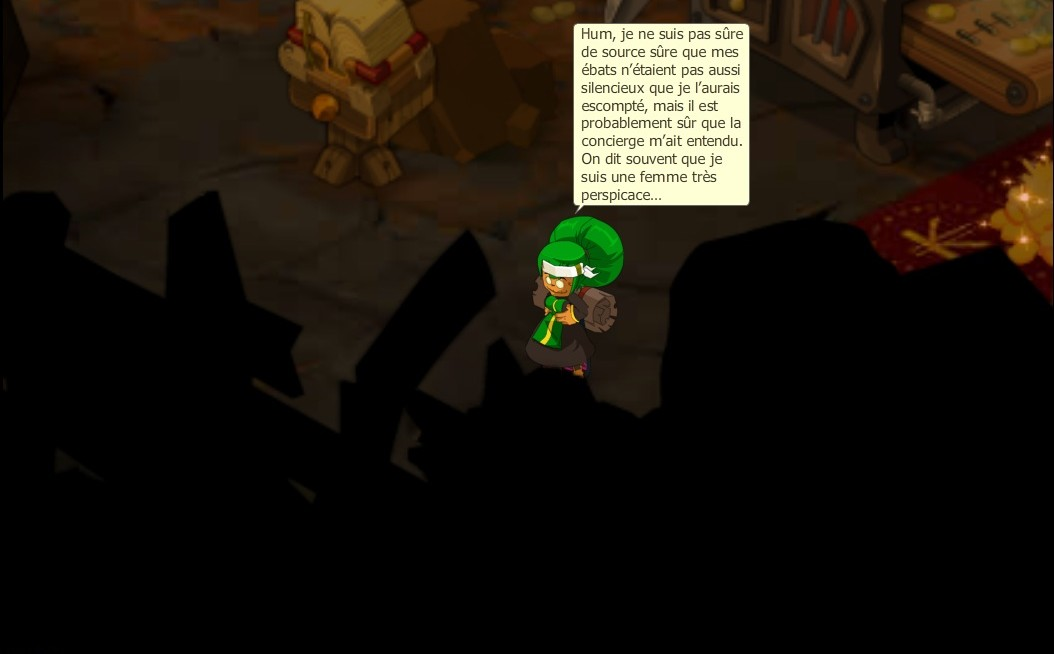 Hum, je ne suis pas sûre
de source sûre que mes
ébats n’étaient pas aussi
silencieux que je l’aurais
escompté, mais il est
probablement sûr que la
concierge m’ait entendu.
On dit souvent que je
suis une femme très
perspicace...